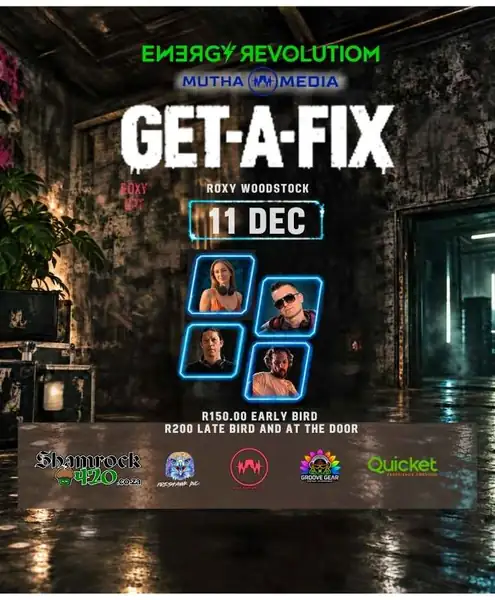 ENERGY REVOLUTION
MUTHA MEDIA
GET-A-FIX
ROXY WOODSTOCK
11 DEC
R150.00 EARLY BIRD
R200 LATE BIRD AND AT THE DOOR
Shamrock
420.co.za
GROOVE GEAR
Quicket